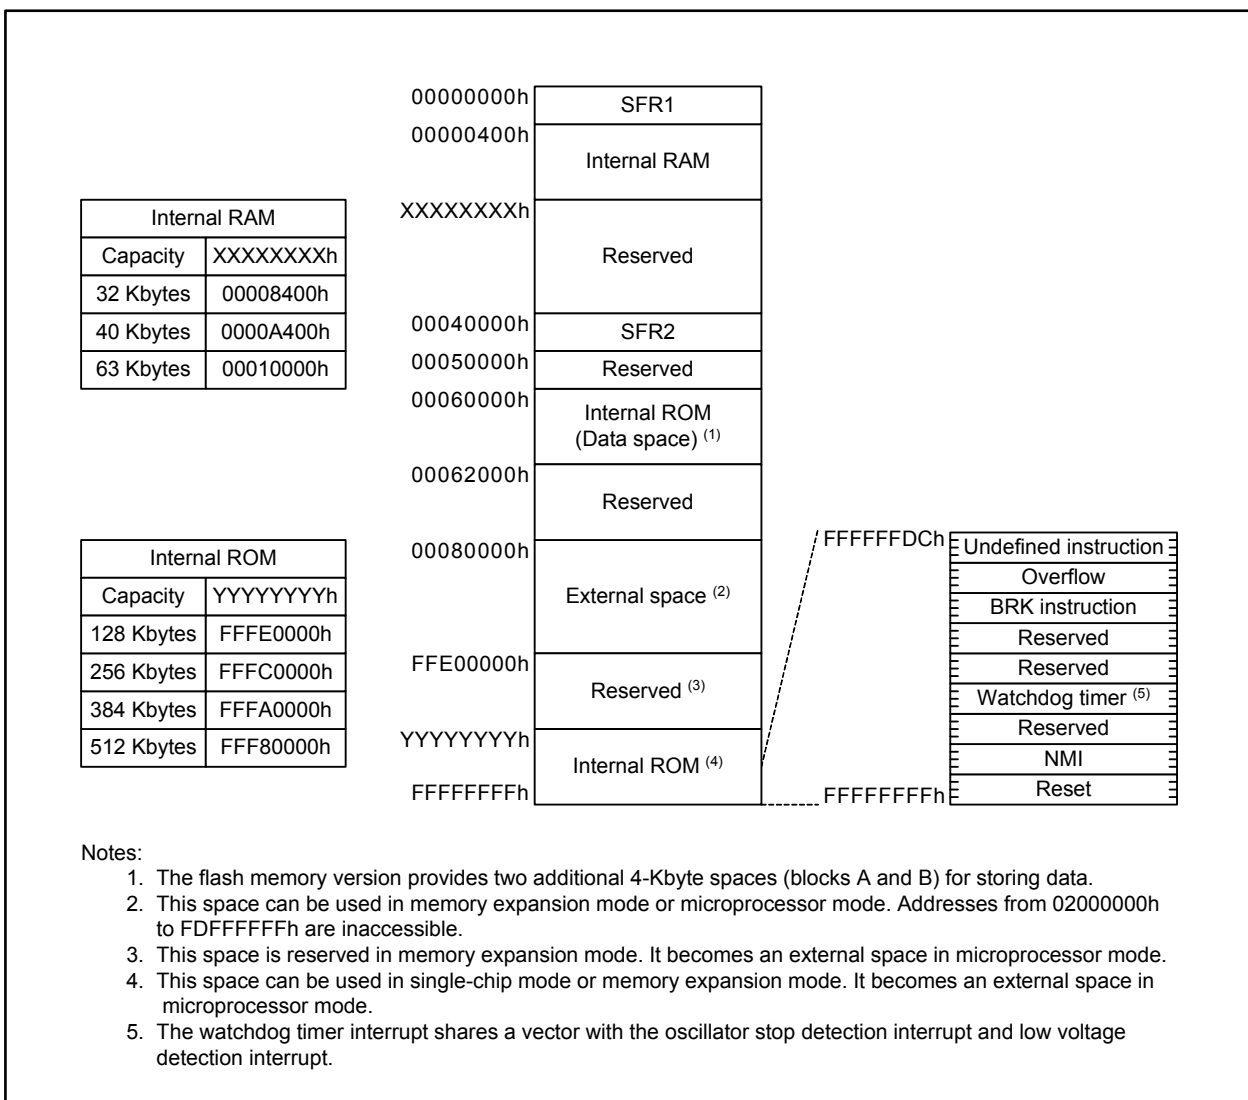 00000000h
SFR1
00000400h
Internal RAM
XXXXXXXXh
Reserved
00040000h
SFR2
00050000h
Reserved
00060000h
Internal ROM
(Data space) (1)
00062000h
Reserved
00080000h
External space (2)
FFE00000h
Reserved (3)
YYYYYYYYh
Internal ROM (4)
FFFFFFFFh
Internal RAM
Capacity XXXXXXXXh
32 Kbytes 00008400h
40 Kbytes 0000A400h
63 Kbytes 00010000h
Internal ROM
Capacity YYYYYYYYh
128 Kbytes FFFE0000h
256 Kbytes FFFC0000h
384 Kbytes FFFA0000h
512 Kbytes FFF80000h
FFFFFFDCh
Undefined instruction
Overflow
BRK instruction
Reserved
Reserved
Watchdog timer (5)
Reserved
NMI
Reset
FFFFFFFFh
Notes:
1. The flash memory version provides two additional 4-Kbyte spaces (blocks A and B) for storing data.
2. This space can be used in memory expansion mode or microprocessor mode. Addresses from 02000000h
to FDFFFFFFh are inaccessible.
3. This space is reserved in memory expansion mode. It becomes an external space in microprocessor mode.
4. This space can be used in single-chip mode or memory expansion mode. It becomes an external space in
microprocessor mode.
5. The watchdog timer interrupt shares a vector with the oscillator stop detection interrupt and low voltage
detection interrupt.